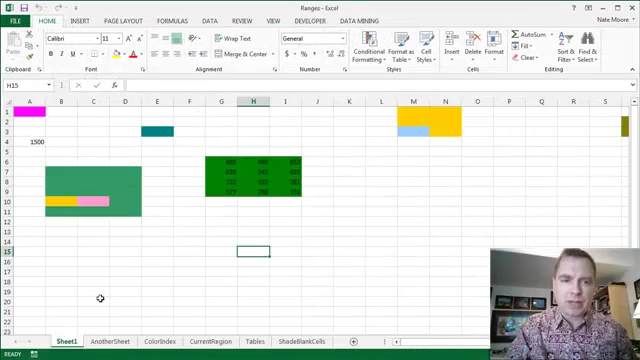 Ranges - Excel
FILE HOME INSERT PAGE LAYOUT FORMULAS DATA REVIEW VIEW DEVELOPER DATA MINING Nate Moore
Calibri 11 Wrap Text General AutoSum
Paste B I U Merge & Center $ % Conditional Formatting Format as Table Cell Styles Insert Delete Format Fill Clear Sort & Filter Find & Select
Clipboard Font Alignment Number Styles Cells Editing
H15 fx
A B C D E F G H I J K L M N O P Q R S
1
2
3
4 1500
5
6
7
8
9
10
11
12
13
14
15
16
17
18
19
20
21
22
23
Sheet1 AnotherSheet ColorIndex CurrentRegion Tables ShadeBlankCells
READY